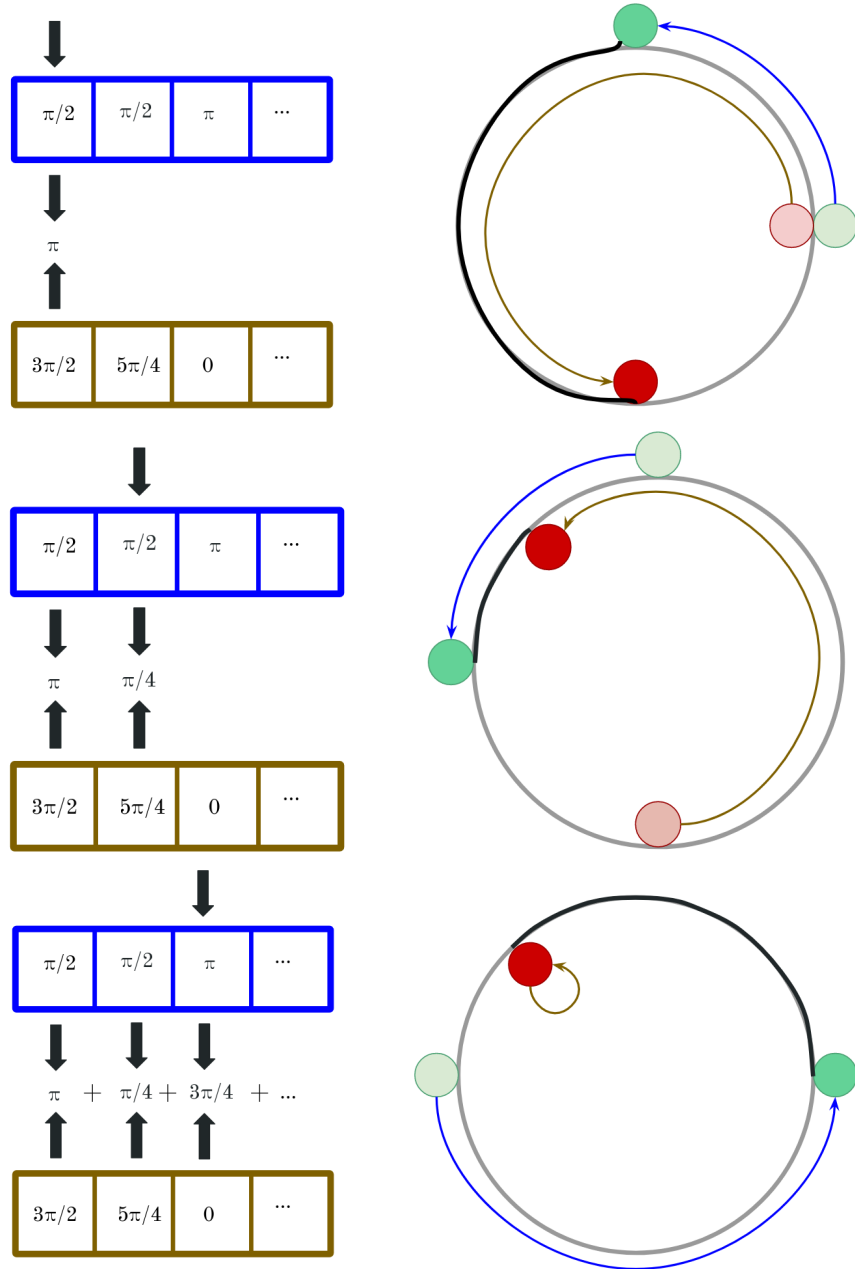 π/2 π/2 π ...
π
3π/2 5π/4 0 ...
π/2 π/2 π ...
π π/4
3π/2 5π/4 0 ...
π/2 π/2 π ...
π + π/4 + 3π/4 + ...
3π/2 5π/4 0 ...